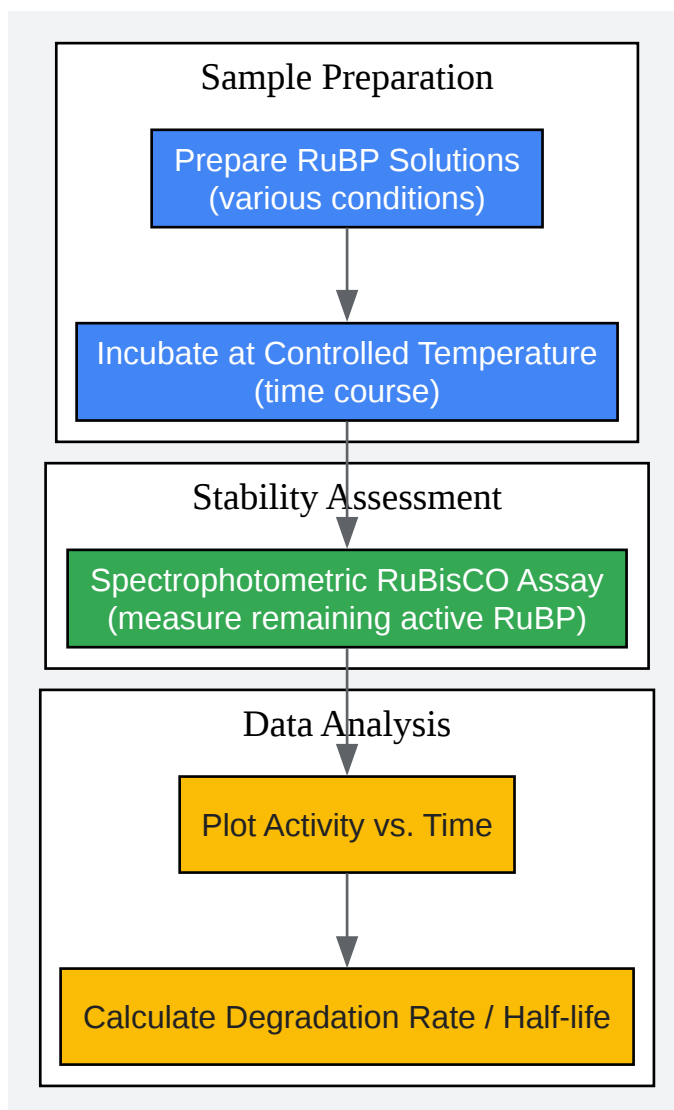 Sample Preparation
Prepare RuBP Solutions
(various conditions)
Incubate at Controlled Temperature
(time course)
Stability Assessment
Spectrophotometric RuBisCO Assay
(measure remaining active RuBP)
Data Analysis
Plot Activity vs. Time
Calculate Degradation Rate / Half-life